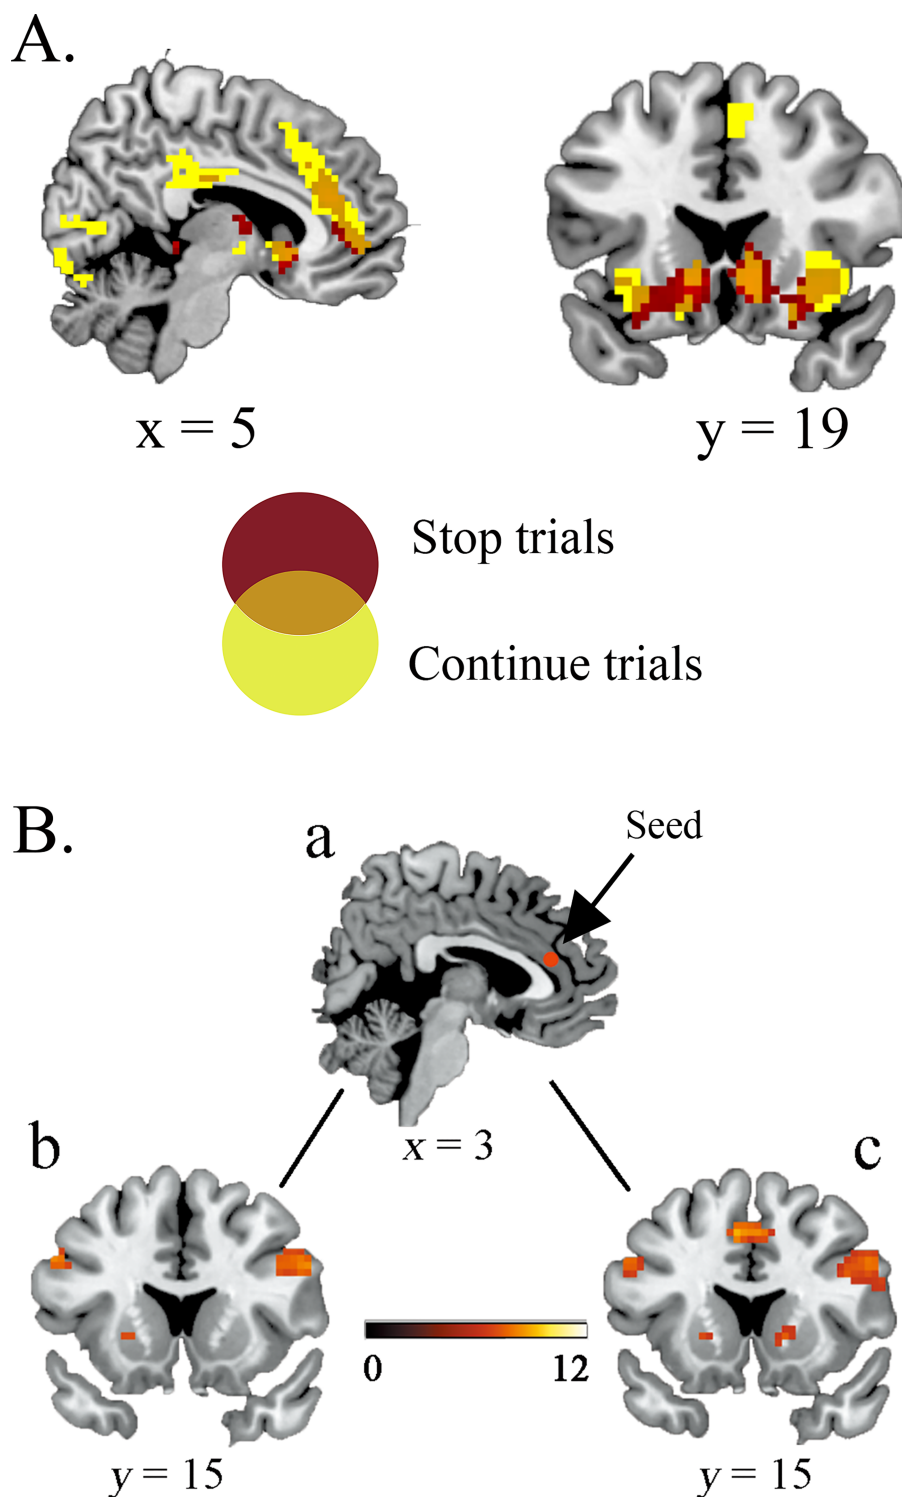 A.
x = 5
y = 19
Stop trials
Continue trials
B.
a
Seed
x = 3
b
c
0
12
y = 15
y = 15